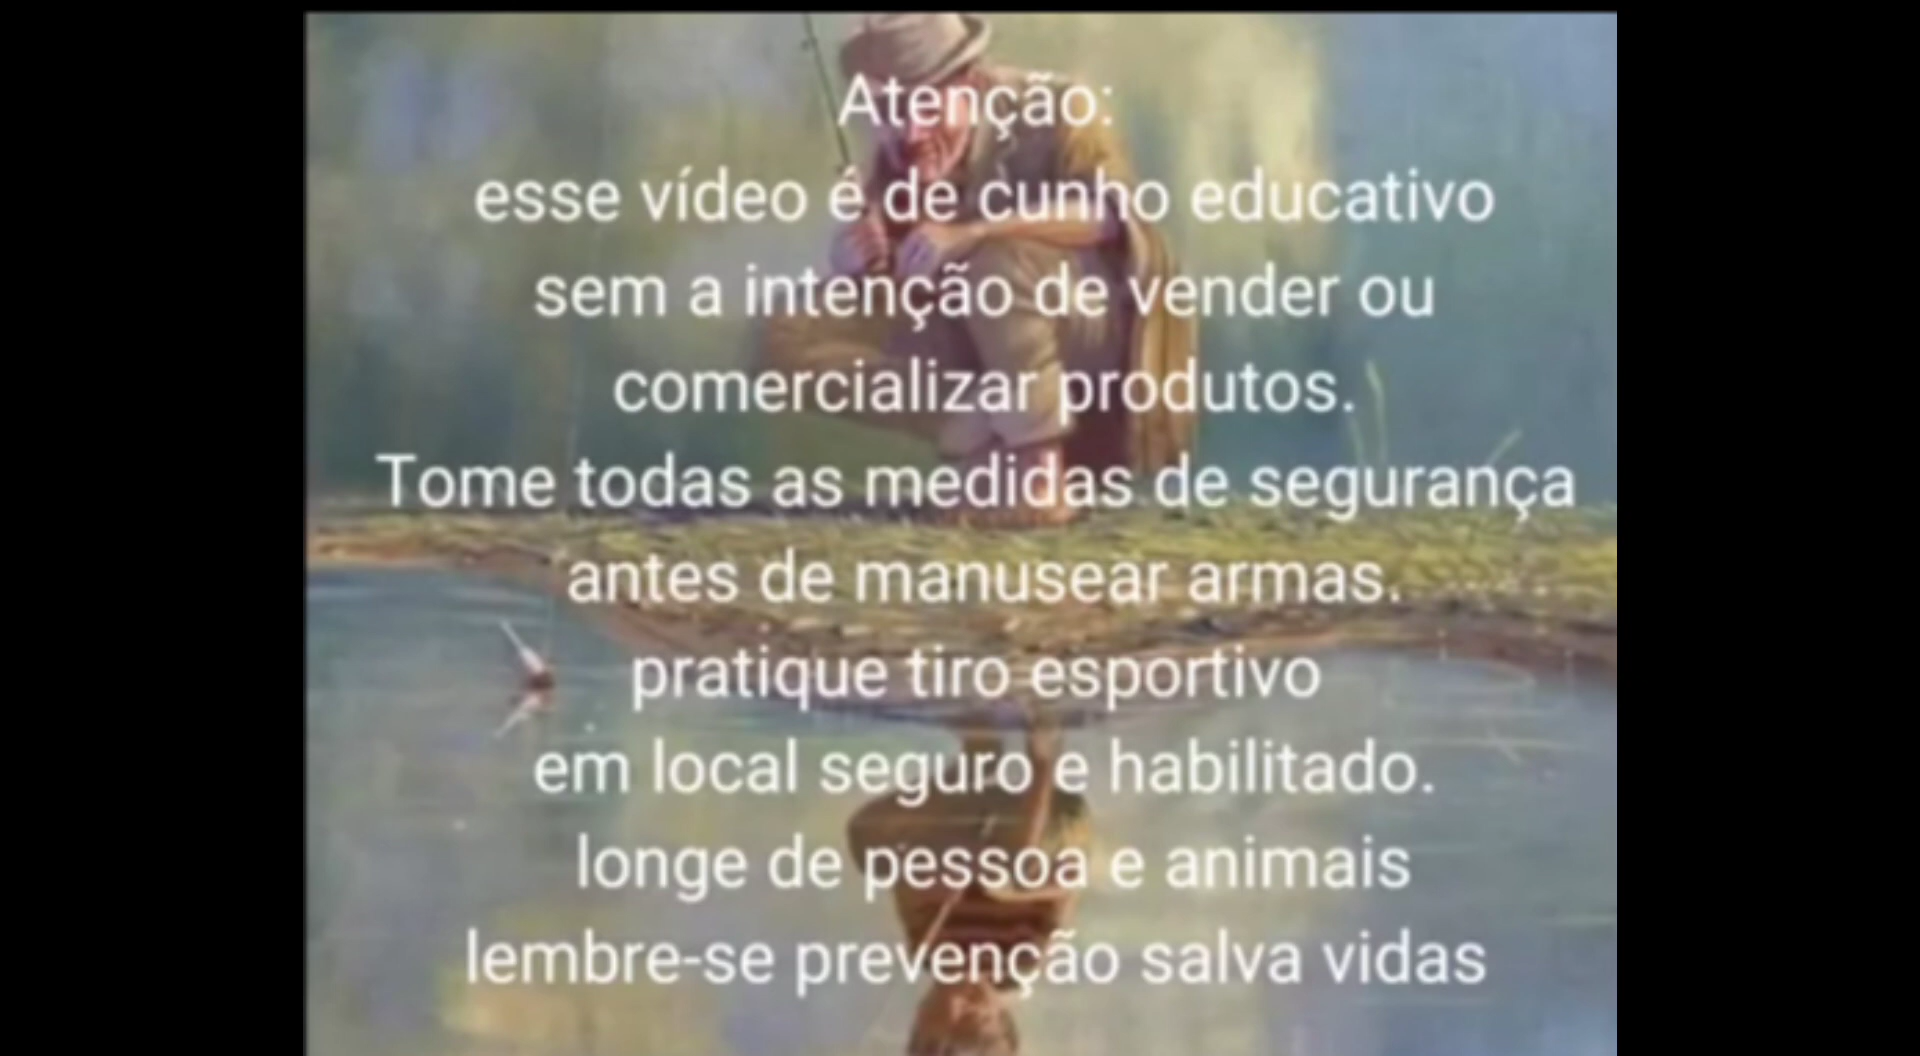 Atenção:
esse vídeo é de cunho educativo
sem a intenção de vender ou
comercializar produtos.
Tome todas as medidas de segurança
antes de manusear armas.
pratique tiro esportivo
em local seguro e habilitado.
longe de pessoa e animais
lembre-se prevenção salva vidas